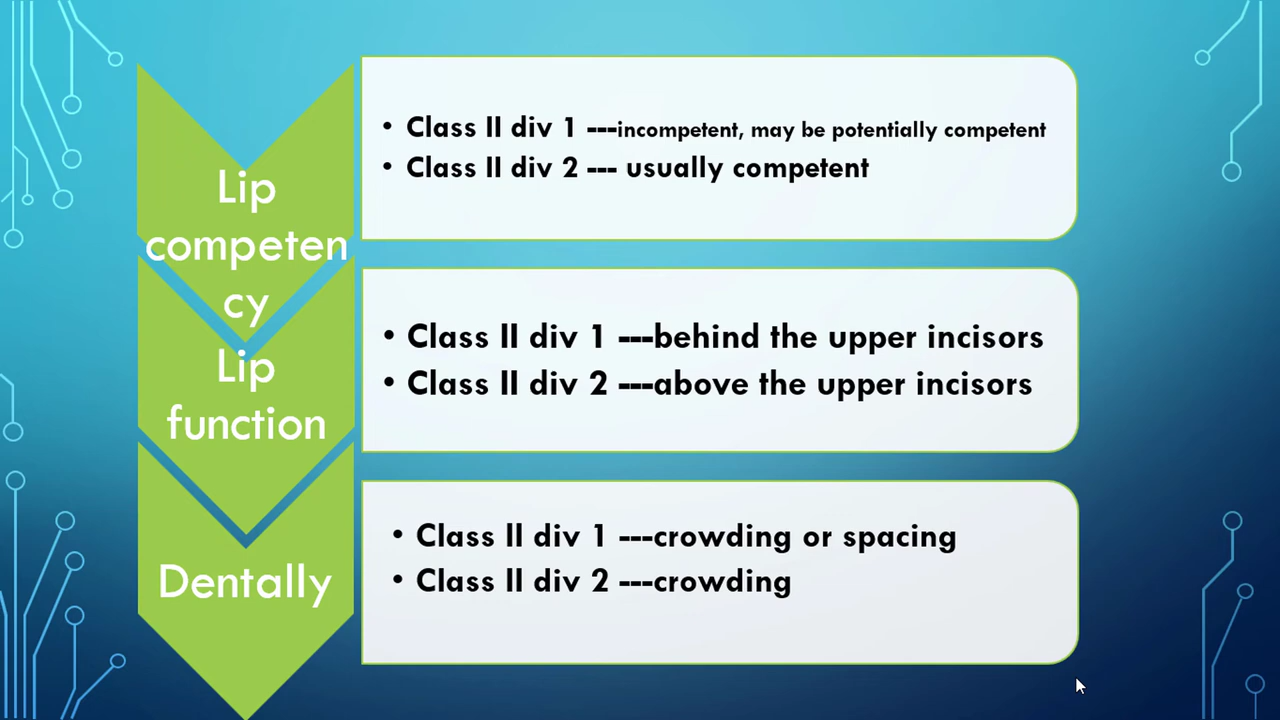 Lip
competen
cy
• Class II div 1 ---incompetent, may be potentially competent
• Class II div 2 --- usually competent
Lip
function
• Class II div 1 ---behind the upper incisors
• Class II div 2 ---above the upper incisors
Dentally
• Class II div 1 ---crowding or spacing
• Class II div 2 ---crowding